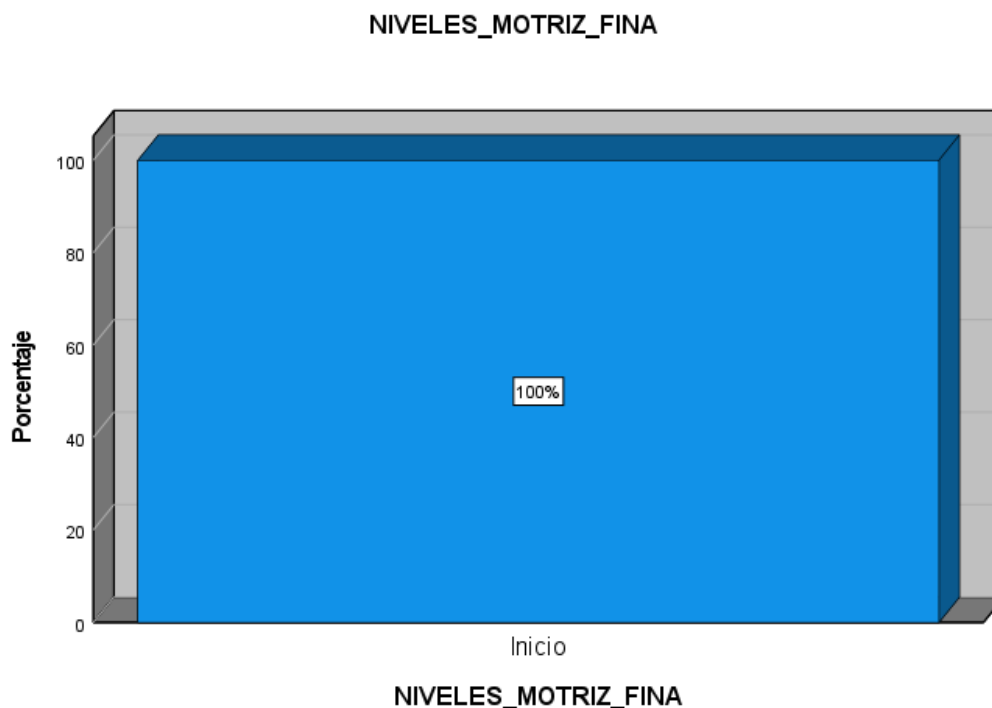 NIVELES_MOTRIZ_FINA
Porcentaje
100
80
60
40
20
0
100%
Inicio
NIVELES_MOTRIZ_FINA